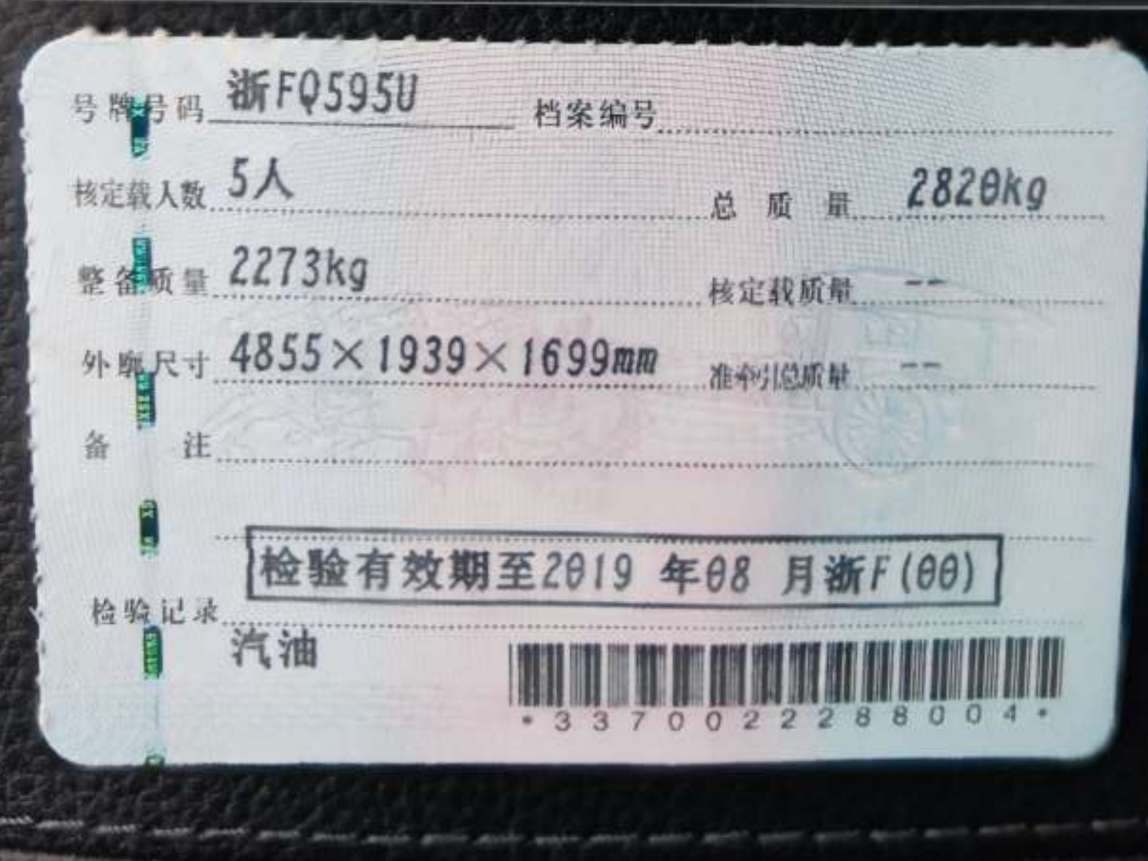 号牌号码 浙FQ595U 档案编号
核定载人数 5人 总质量 2820kg
整备质量 2273kg 核定载质量 --
外廓尺寸 4855×1939×1699mm 准牵引总质量 --
备注
检验有效期至2019 年08 月浙F(00)
检验记录
汽油
*3370022288004*